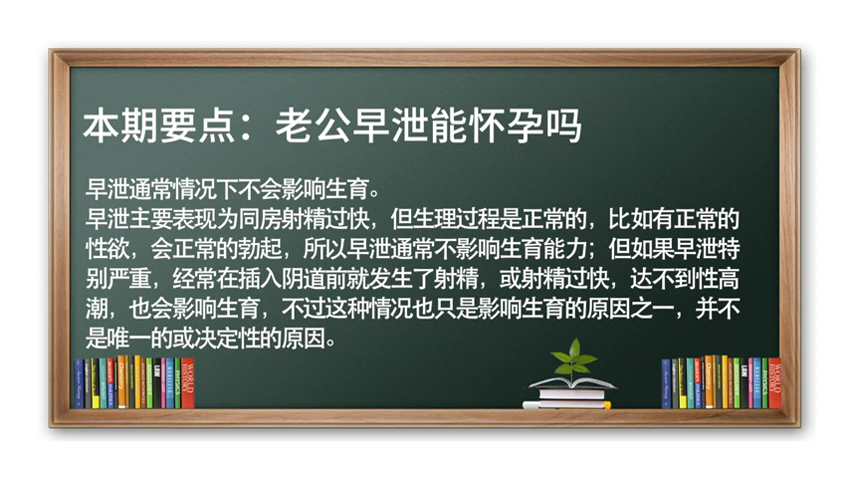 本期要点：老公早泄能怀孕吗
早泄通常情况下不会影响生育。
早泄主要表现为同房射精过快，但生理过程是正常的，比如有正常的
性欲，会正常的勃起，所以早泄通常不影响生育能力；但如果早泄特
别严重，经常在插入阴道前就发生了射精，或射精过快，达不到性高
潮，也会影响生育，不过这种情况也只是影响生育的原因之一，并不
是唯一的或决定性的原因。
WORLD HISTORY
WORLD HISTORY